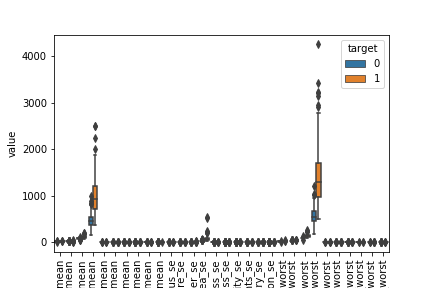 target
0
1
4000
3000
2000
1000
0
value
mean
mean
mean
mean
mean
mean
mean
mean
mean
mean
us_se
re_se
er_se
ea_se
ss_se
ss_se
ity_se
ts_se
ry_se
on_se
worst
worst
worst
worst
worst
worst
worst
worst
worst
worst